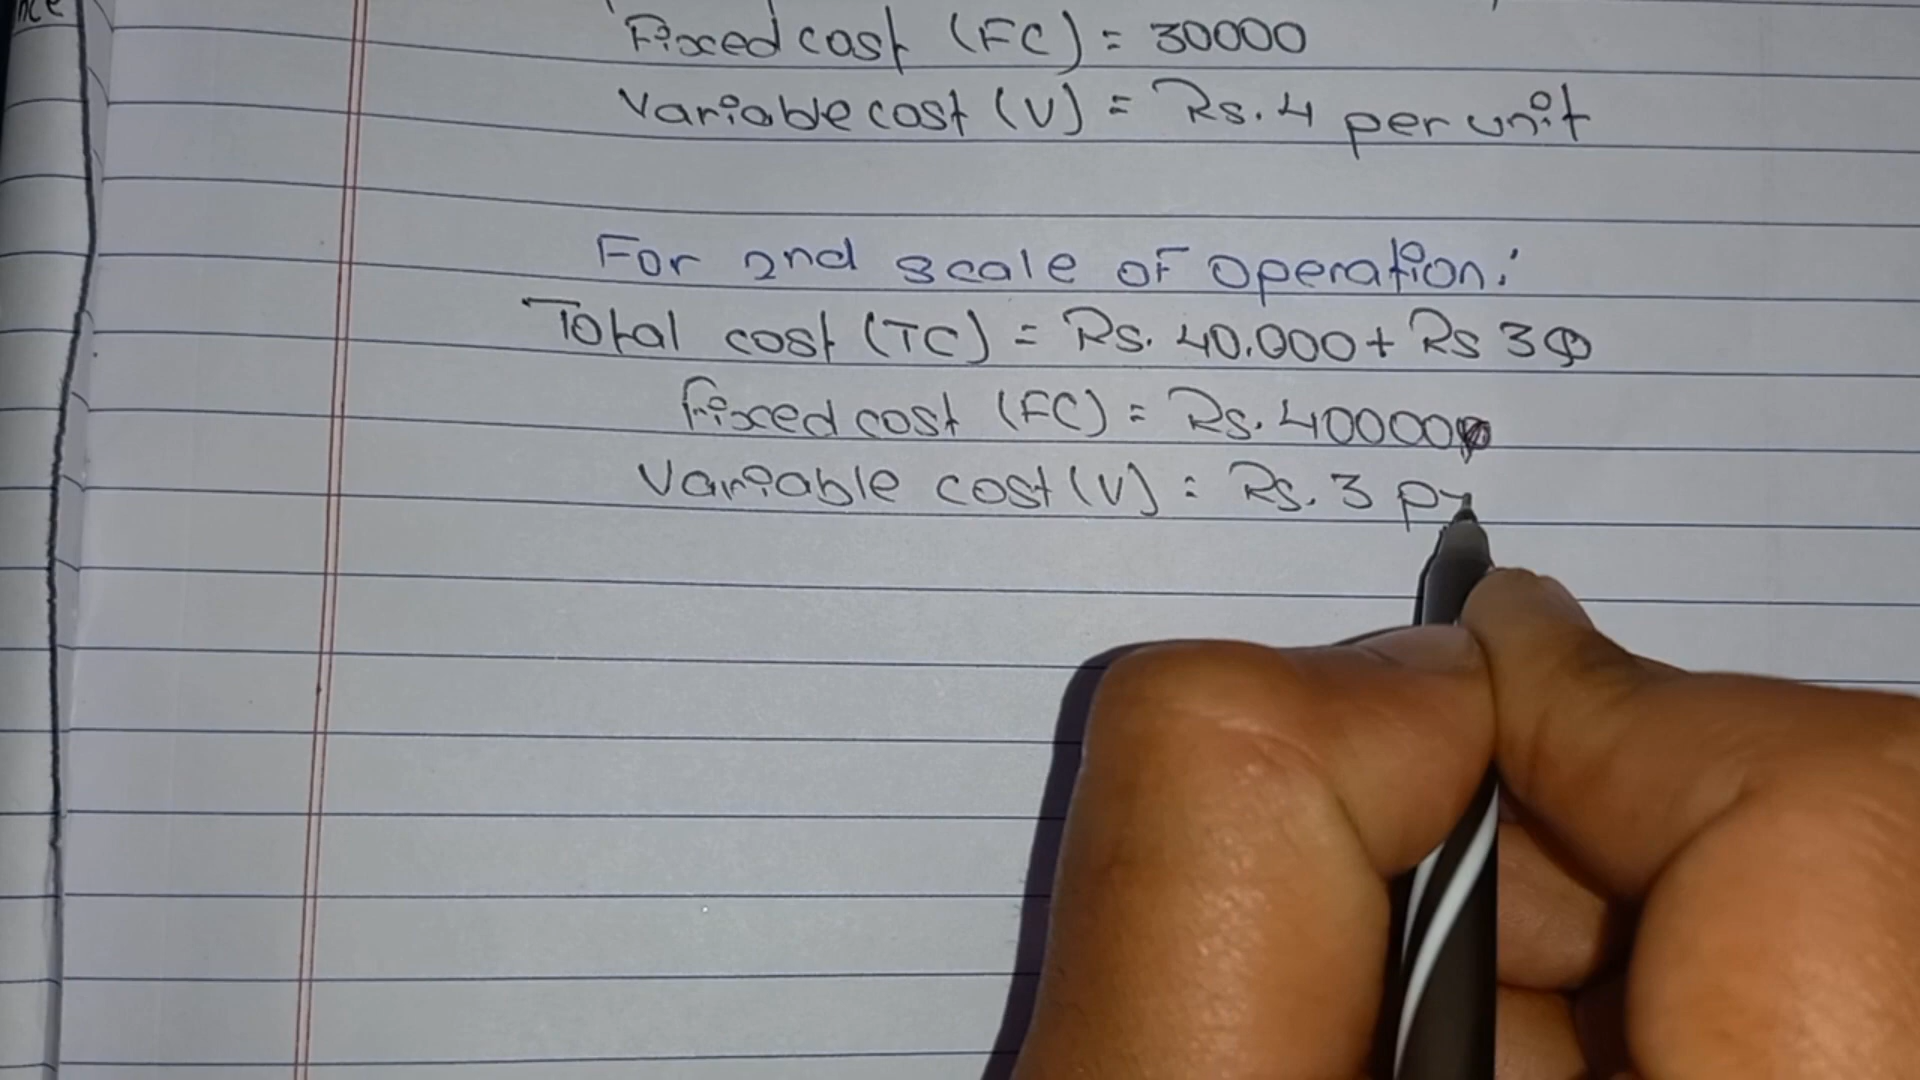 Fixed cost (FC) = 30000
Variable cost (V) = Rs. 4 per unit
For 2nd scale of operation:
Total cost (TC) = Rs. 40.000 + Rs 3Q
Fixed cost (FC) = Rs. 40000
Variable cost (V) = Rs. 3 p